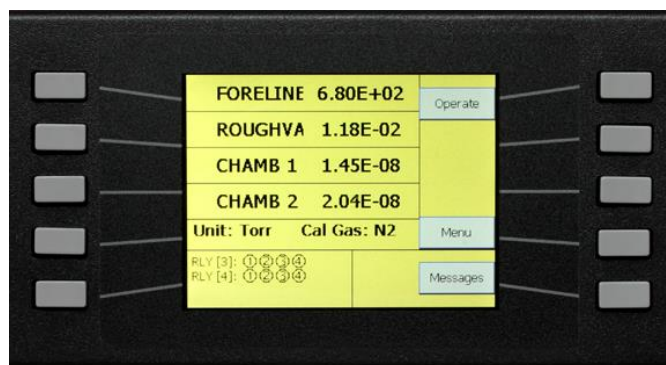 FORELINE 6.80E+02
Operate
ROUGHVA 1.18E-02
CHAMB 1 1.45E-08
CHAMB 2 2.04E-08
Unit: Torr Cal Gas: N2
Menu
RLY [3]: ①②③④
RLY [4]: ①②③④
Messages